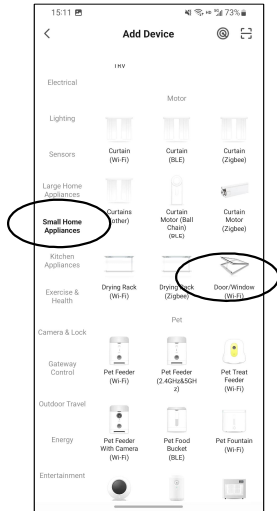 15:11 73%
Add Device
Electrical
Lighting
Sensors
Large Home
Appliances
Small Home
Appliances
Kitchen
Appliances
Exercise &
Health
Camera & Lock
Gateway
Control
Outdoor Travel
Energy
Entertainment
Motor
Curtain
(Wi-Fi)
Curtain
(BLE)
Curtain
(Zigbee)
Curtains
(other)
Curtain
Motor (Ball
Chain)
(BLE)
Curtain
Motor
(Zigbee)
Drying Rack
(Wi-Fi)
Drying Rack
(Zigbee)
Door/Window
(Wi-Fi)
Pet
Pet Feeder
(Wi-Fi)
Pet Feeder
(2.4GHz&5GH
z)
Pet Treat
Feeder
(Wi-Fi)
Pet Feeder
With Camera
(Wi-Fi)
Pet Food
Bucket
(BLE)
Pet Fountain
(Wi-Fi)